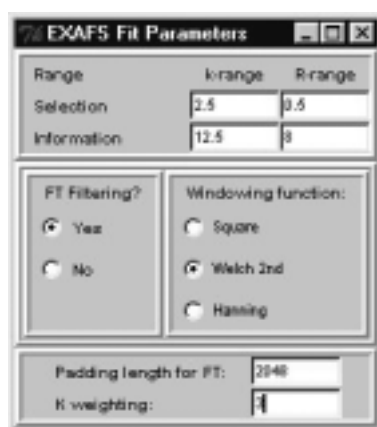 EXAFS Fit Parameters
Range k-range R-range
Selection 2.5 0.5
Information 12.5 8
FT Filtering? Windowing function:
Yes Square
No Welch 2nd
Hanning
Padding length for FT: 2048
K weighting: 3